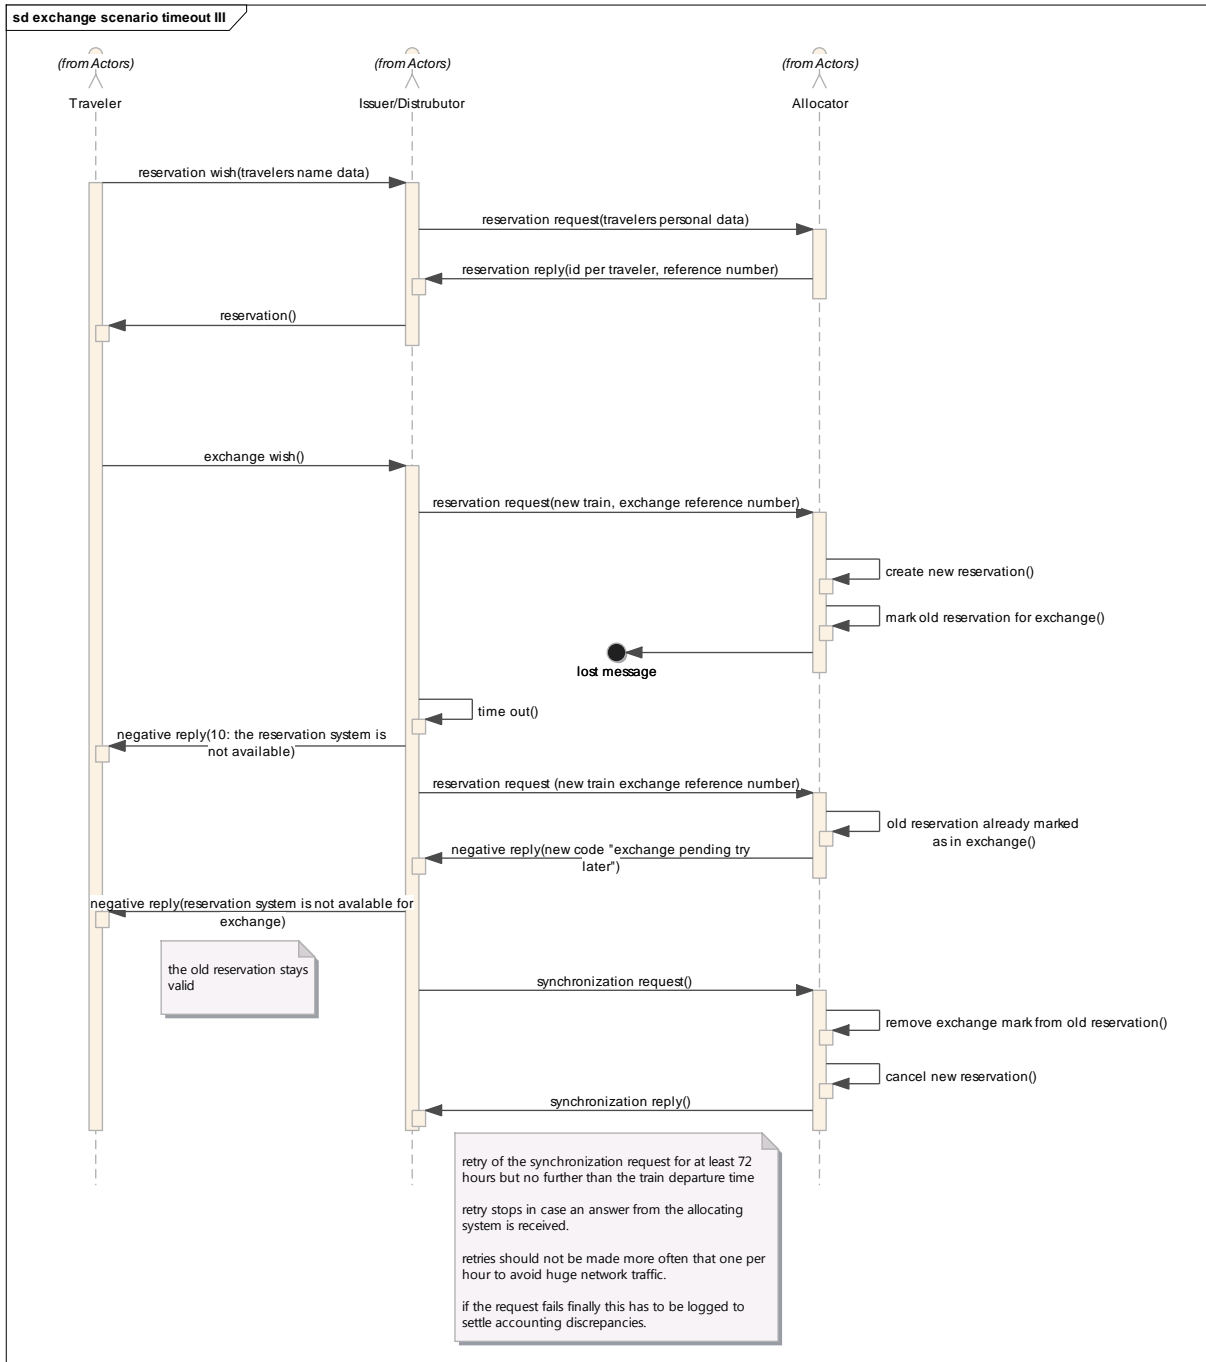 sd exchange scenario timeout III
(from Actors)
(from Actors)
(from Actors)
Traveler
Issuer/Distrubutor
Allocator
reservation wish(travelers name data)
reservation request(travelers personal data)
reservation reply(id per traveler, reference number)
reservation()
exchange wish()
reservation request(new train, exchange reference number)
create new reservation()
mark old reservation for exchange()
lost message
time out()
negative reply(10: the reservation system is
not available)
reservation request (new train exchange reference number)
old reservation already marked
as in exchange()
negative reply(new code "exchange pending try
later")
negative reply(reservation system is not avalable for
exchange)
the old reservation stays
valid
synchronization request()
remove exchange mark from old reservation()
cancel new reservation()
synchronization reply()
retry of the synchronization request for at least 72
hours but no further than the train departure time
retry stops in case an answer from the allocating
system is received.
retries should not be made more often that one per
hour to avoid huge network traffic.
if the request fails finally this has to be logged to
settle accounting discrepancies.